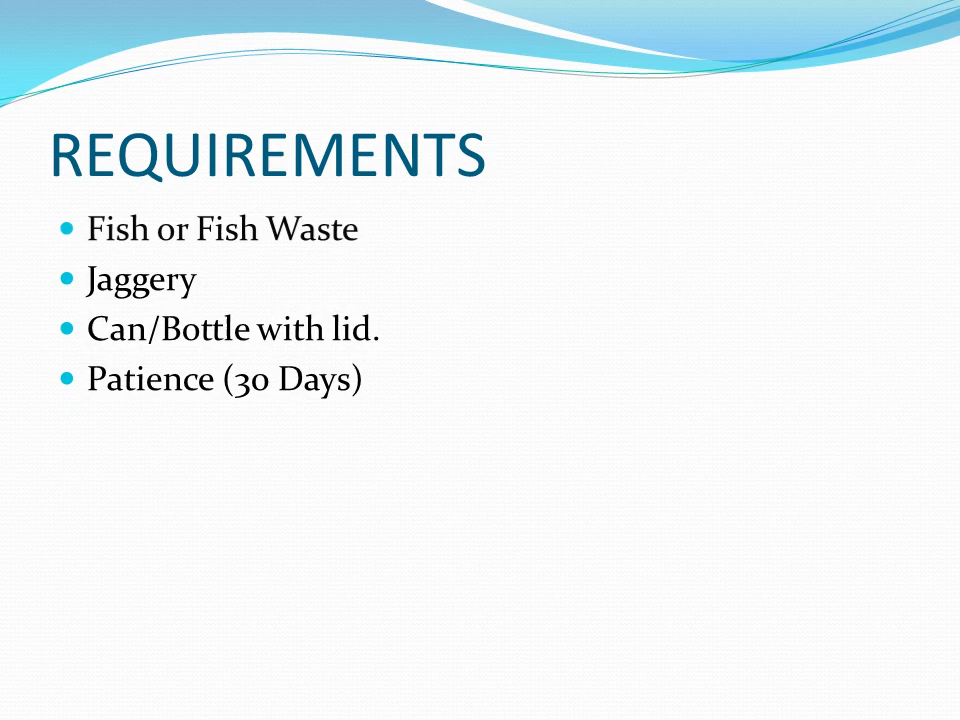 REQUIREMENTS
Fish or Fish Waste
Jaggery
Can/Bottle with lid.
Patience (30 Days)